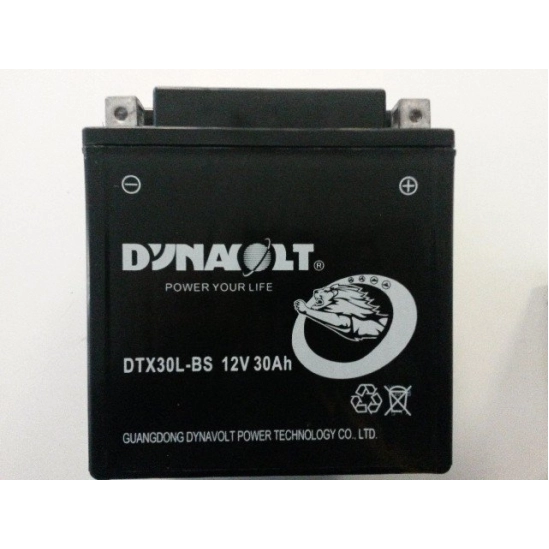 DYNAVOLT®
POWER YOUR LIFE
DTX30L-BS 12V 30Ah
GUANGDONG DYNAVOLT POWER TECHNOLOGY CO., LTD.